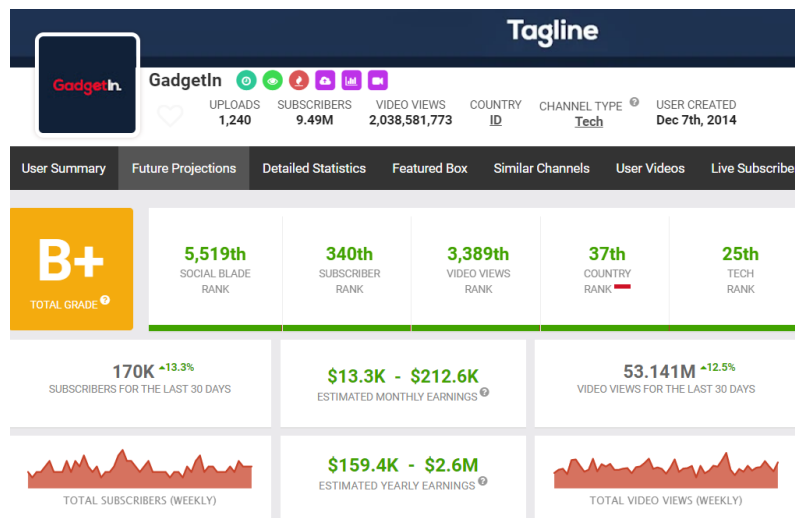 Tagline
GadgetIn.
GadgetIn
UPLOADS SUBSCRIBERS VIDEO VIEWS COUNTRY CHANNEL TYPE ? USER CREATED
1,240 9.49M 2,038,581,773 ID Tech Dec 7th, 2014
User Summary Future Projections Detailed Statistics Featured Box Similar Channels User Videos Live Subscribe
B+
TOTAL GRADE ?
5,519th 340th 3,389th 37th 25th
SOCIAL BLADE SUBSCRIBER VIDEO VIEWS COUNTRY TECH
RANK RANK RANK RANK RANK
170K +13.3% $13.3K - $212.6K 53.141M +12.5%
SUBSCRIBERS FOR THE LAST 30 DAYS ESTIMATED MONTHLY EARNINGS ? VIDEO VIEWS FOR THE LAST 30 DAYS
$159.4K - $2.6M
ESTIMATED YEARLY EARNINGS ?
TOTAL SUBSCRIBERS (WEEKLY) TOTAL VIDEO VIEWS (WEEKLY)